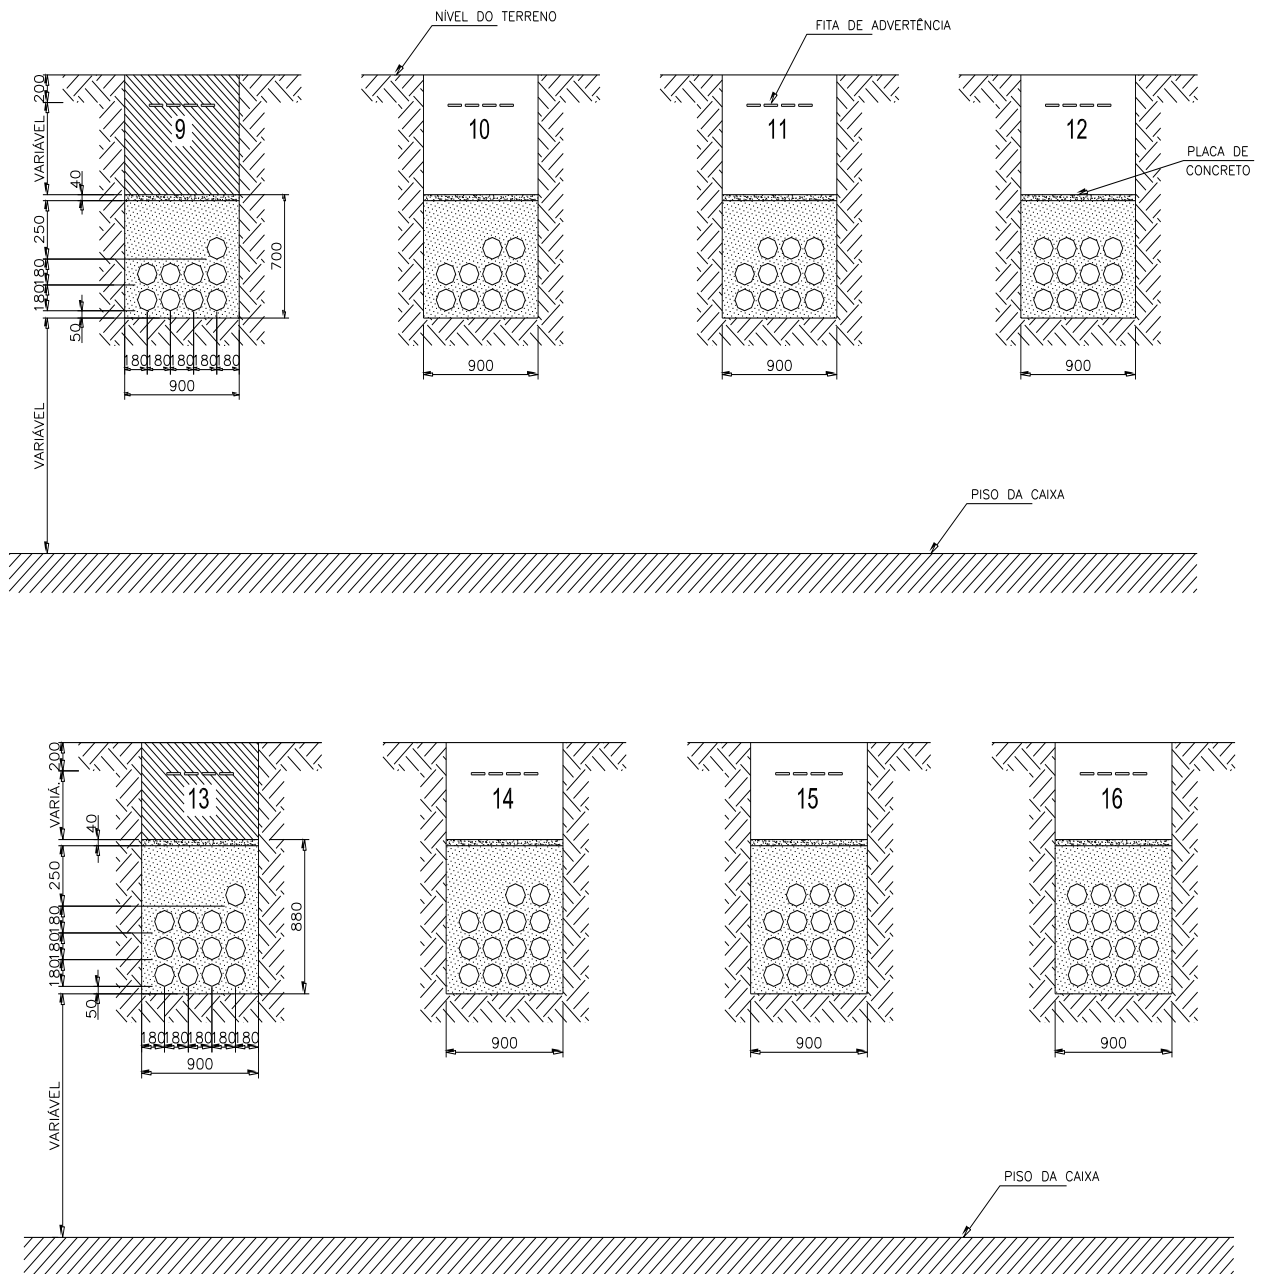 NÍVEL DO TERRENO
FITA DE ADVERTÊNCIA
200
VARIÁVEL
9
10
11
12
PLACA DE
CONCRETO
40
250
180
180
50
700
180 180 180 180 180
900
900
900
900
VARIÁVEL
PISO DA CAIXA
200
VARIÁ.
13
14
15
16
40
250
180
180
180
50
880
180 180 180 180 180
900
900
900
900
VARIÁVEL
PISO DA CAIXA